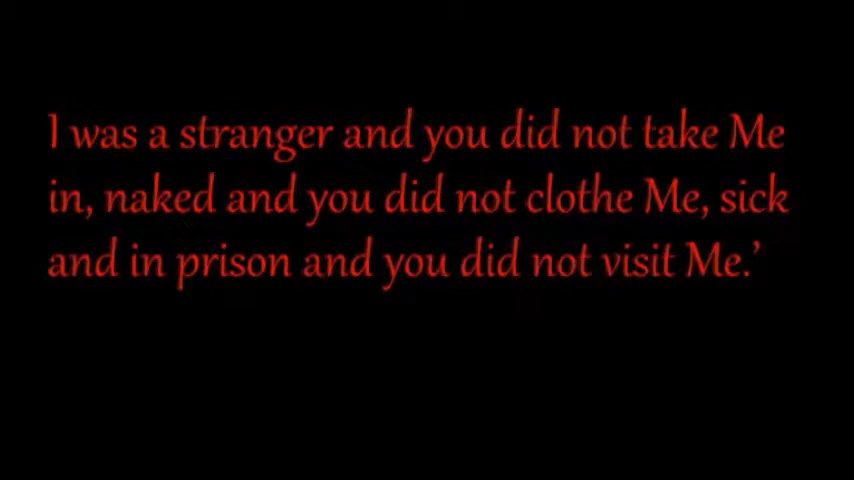 I was a stranger and you did not take Me
in, naked and you did not clothe Me, sick
and in prison and you did not visit Me.’